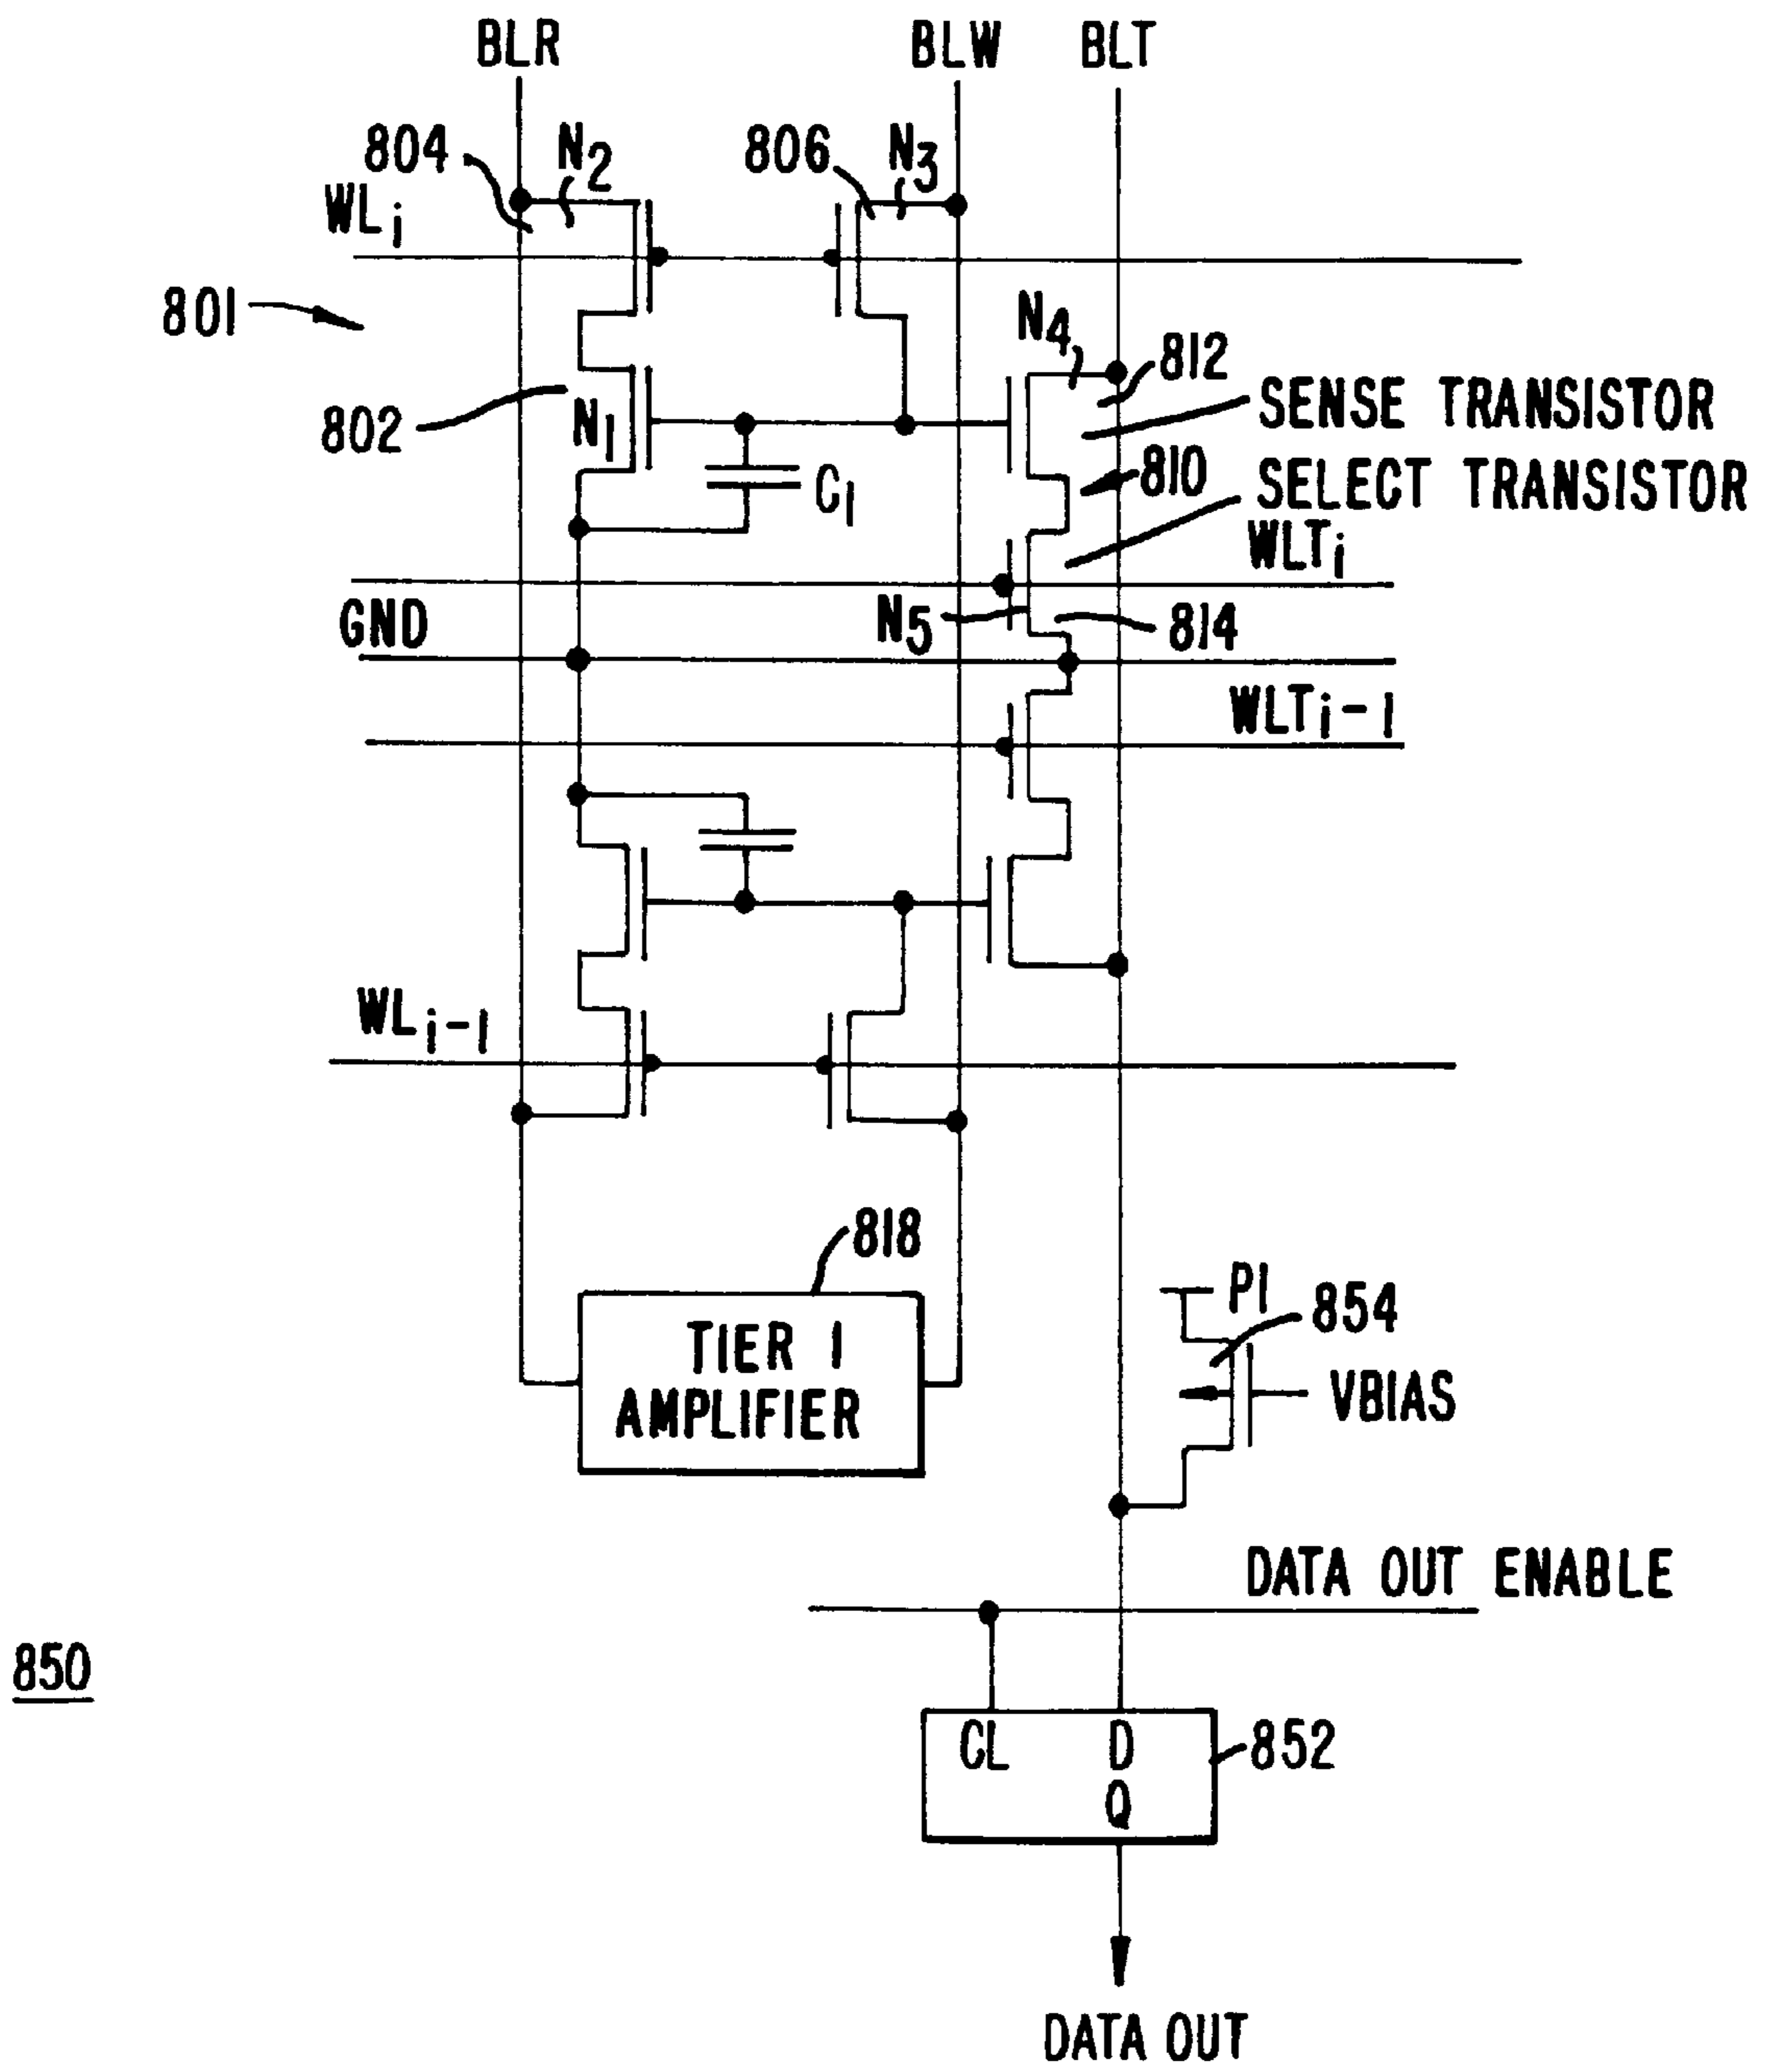 BLR BLW BLT
804 N2 806 N3
WLi
801
N4 812
802 N1 C1
SENSE TRANSISTOR
810 SELECT TRANSISTOR
WLTi
GND N5 814
WLTi-1
WLi-1
818
TIER 1
AMPLIFIER
P1 854
VBIAS
DATA OUT ENABLE
850
CL D 852
Q
DATA OUT